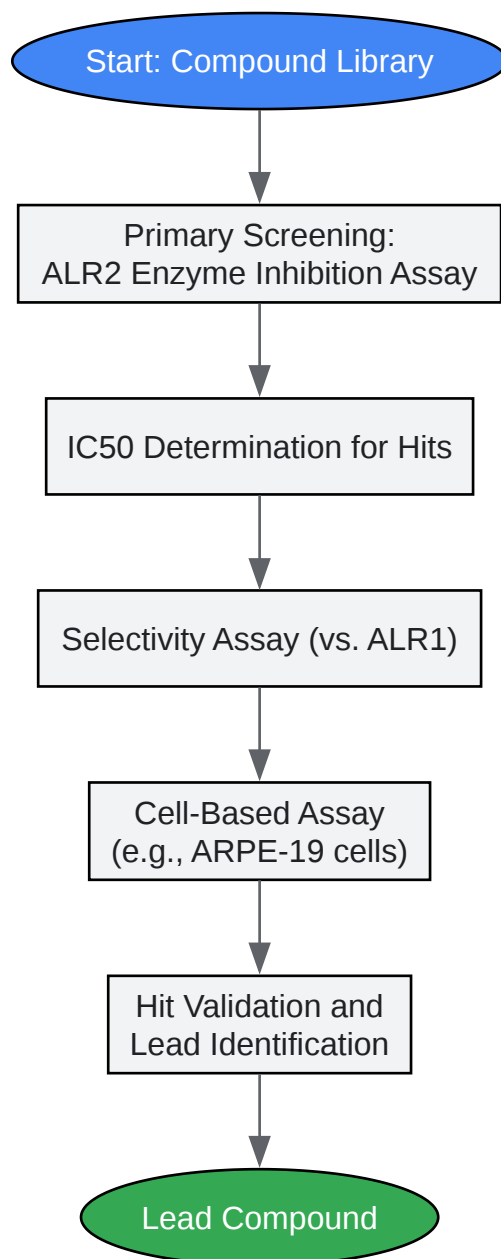 Start: Compound Library
Primary Screening:
ALR2 Enzyme Inhibition Assay
IC50 Determination for Hits
Selectivity Assay (vs. ALR1)
Cell-Based Assay
(e.g., ARPE-19 cells)
Hit Validation and
Lead Identification
Lead Compound